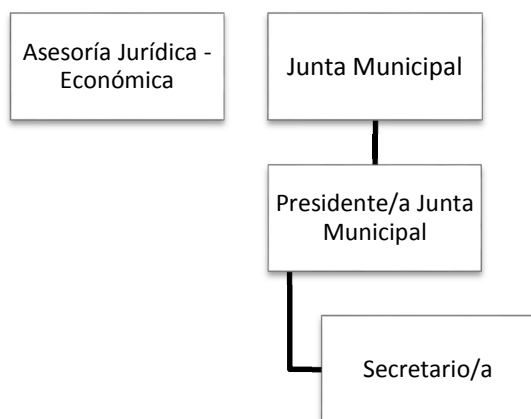 Asesoría Jurídica -
Económica
Junta Municipal
Presidente/a Junta
Municipal
Secretario/a